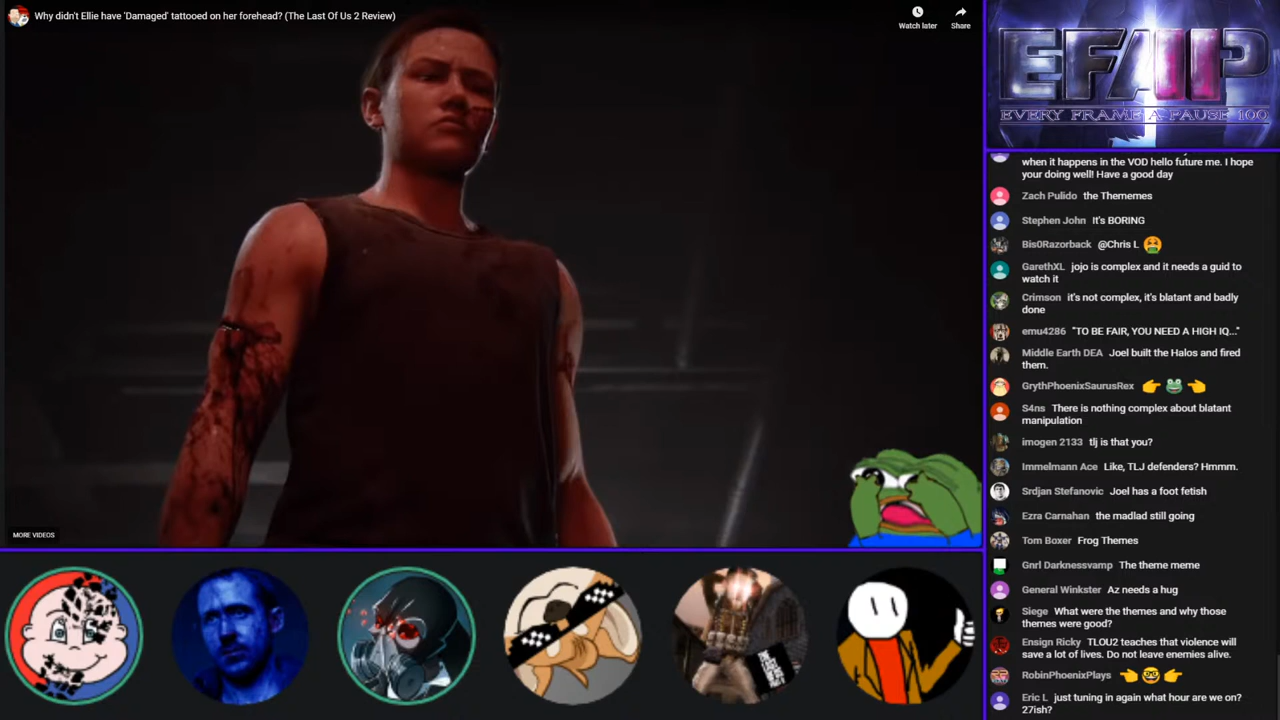 Why didn't Ellie have 'Damaged' tattooed on her forehead? (The Last Of Us 2 Review)
Watch later
Share
MORE VIDEOS
EFAP
EVERY FRAME A PAUSE 100
when it happens in the VOD hello future me. I hope
your doing well! Have a good day
Zach Pulido the Thememes
Stephen John It's BORING
Bis0Razorback @Chris L
GarethXL jojo is complex and it needs a guid to
watch it
Crimson it's not complex, it's blatant and badly
done
emu4286 "TO BE FAIR, YOU NEED A HIGH IQ..."
Middle Earth DEA Joel built the Halos and fired
them.
GrythPhoenixSaurusRex 👉 🐸 👈
S4ns There is nothing complex about blatant
manipulation
imogen 2133 tlj is that you?
Immelmann Ace Like, TLJ defenders? Hmmm.
Srdjan Stefanovic Joel has a foot fetish
Ezra Carnahan the madlad still going
Tom Boxer Frog Themes
Gnrl Darknessvamp The theme meme
General Winkster Az needs a hug
Siege What were the themes and why those
themes were good?
Ensign Ricky TLOU2 teaches that violence will
save a lot of lives. Do not leave enemies alive.
RobinPhoenixPlays 👈 🤓 👉
Eric L just tuning in again what hour are we on?
27ish?